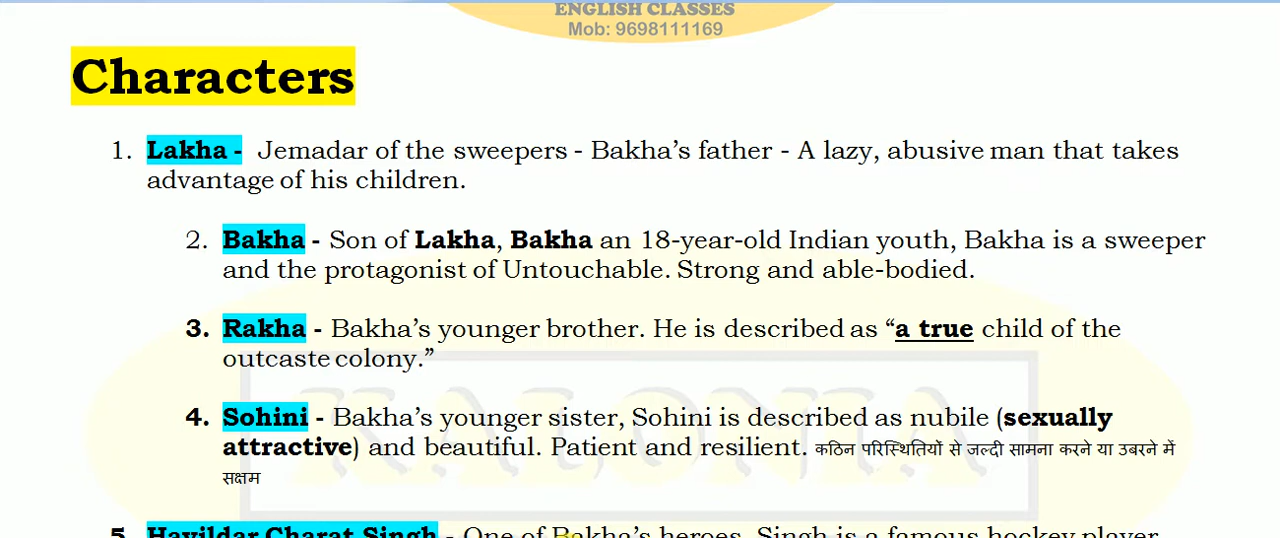 ENGLISH CLASSES
Mob: 9698111169
Characters
1. Lakha - Jemadar of the sweepers - Bakha's father - A lazy, abusive man that takes
advantage of his children.
2. Bakha - Son of Lakha, Bakha an 18-year-old Indian youth, Bakha is a sweeper
and the protagonist of Untouchable. Strong and able-bodied.
3. Rakha - Bakha's younger brother. He is described as “a true child of the
outcaste colony.”
4. Sohini - Bakha's younger sister, Sohini is described as nubile (sexually
attractive) and beautiful. Patient and resilient. कठिन परिस्थितियों से जल्दी सामना करने या उबरने में
सक्षम
KALONIA
5. Havildar Charat Singh - One of Bakha's heroes, Singh is a famous hockey player